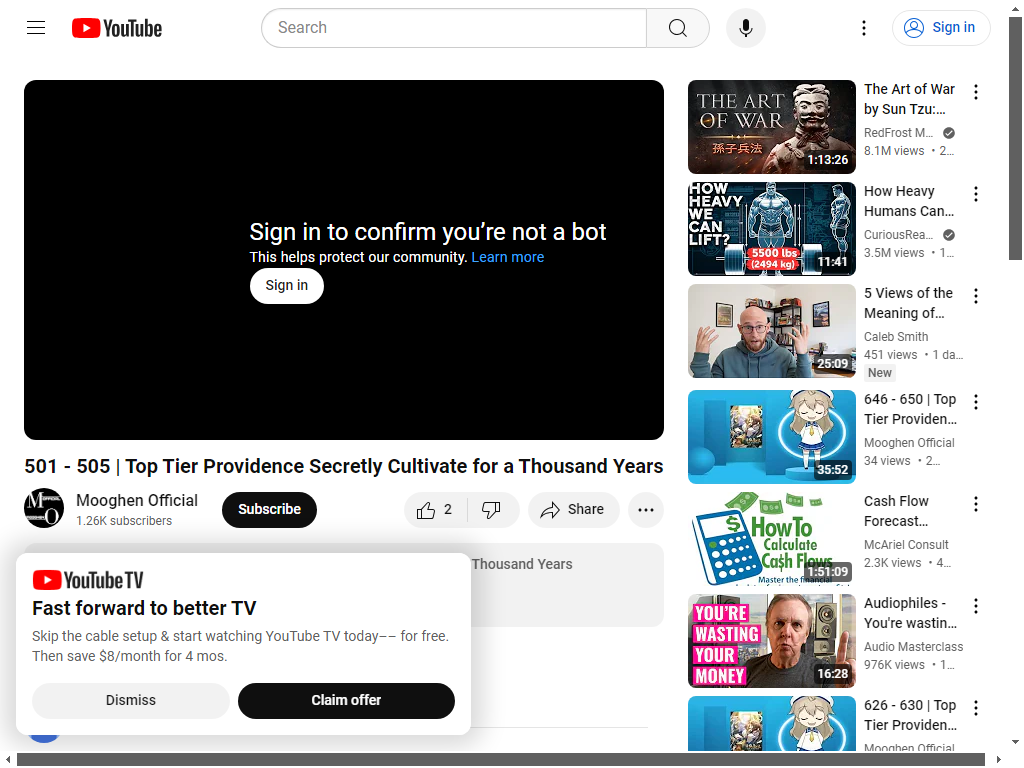 YouTube
Search
Sign in
Sign in to confirm you’re not a bot
This helps protect our community. Learn more
Sign in
501 - 505 | Top Tier Providence Secretly Cultivate for a Thousand Years
Mooghen Official
1.26K subscribers
Subscribe
2
Share
Thousand Years
YouTube TV
Fast forward to better TV
Skip the cable setup & start watching YouTube TV today–– for free.
Then save $8/month for 4 mos.
Dismiss
Claim offer
THE ART
OF WAR
孫子兵法
1:13:26
The Art of War
by Sun Tzu:...
RedFrost M...
8.1M views • 2...
HOW
HEAVY
WE
CAN
LIFT?
5500 lbs
(2494 kg)
11:41
How Heavy
Humans Can...
CuriousRea...
3.5M views • 1...
25:09
5 Views of the
Meaning of...
Caleb Smith
451 views • 1 da...
New
35:52
646 - 650 | Top
Tier Providen...
Mooghen Official
34 views • 2...
How To
Calculate
Cash Flows
Master the financial
1:51:09
Cash Flow
Forecast...
McAriel Consult
2.3K views • 4...
YOU'RE
WASTING
YOUR
MONEY
16:28
Audiophiles -
You're wastin...
Audio Masterclass
976K views • 1...
626 - 630 | Top
Tier Providen...
Mooghen Official